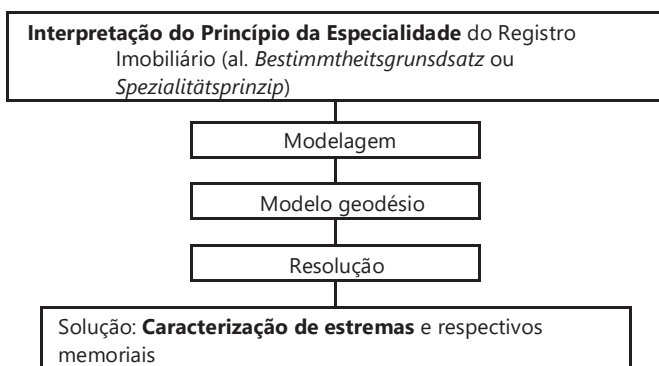 Interpretação do Princípio da Especialidade do Registro
Imobiliário (al. Bestimmtheitsgrunsdsatz ou
Spezialitätsprinzip)
Modelagem
Modelo geodésio
Resolução
Solução: Caracterização de estremas e respectivos
memoriais